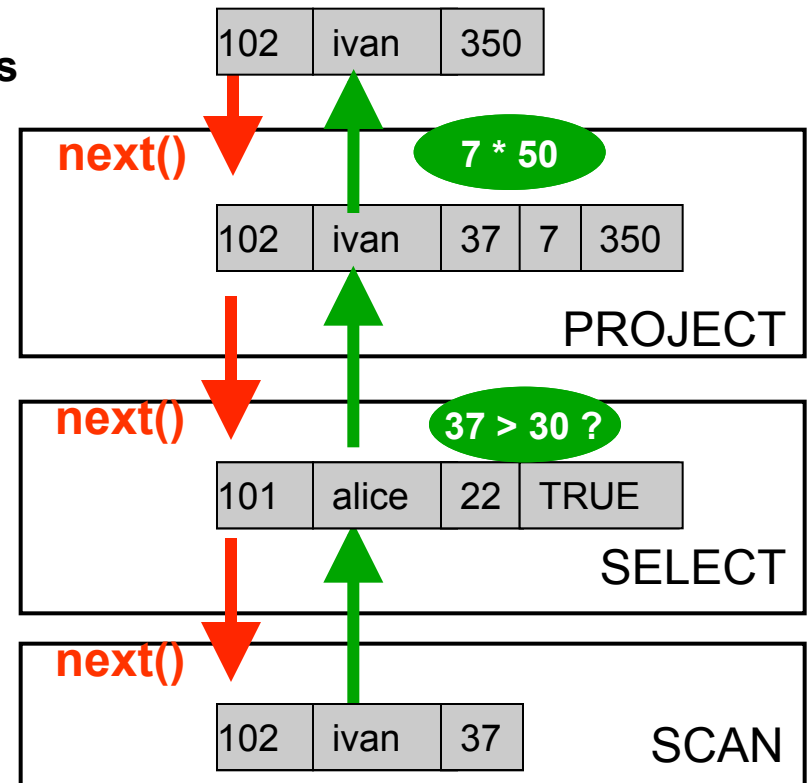 102 ivan 350
s
next() 7 * 50
102 ivan 37 7 350
PROJECT
next() 37 > 30 ?
101 alice 22 TRUE
SELECT
next()
102 ivan 37
SCAN